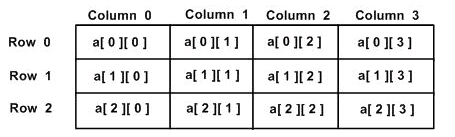 Column 0 Column 1 Column 2 Column 3
Row 0 a[ 0 ][ 0 ] a[ 0 ][ 1 ] a[ 0 ][ 2 ] a[ 0 ][ 3 ]
Row 1 a[ 1 ][ 0 ] a[ 1 ][ 1 ] a[ 1 ][ 2 ] a[ 1 ][ 3 ]
Row 2 a[ 2 ][ 0 ] a[ 2 ][ 1 ] a[ 2 ][ 2 ] a[ 2 ][ 3 ]